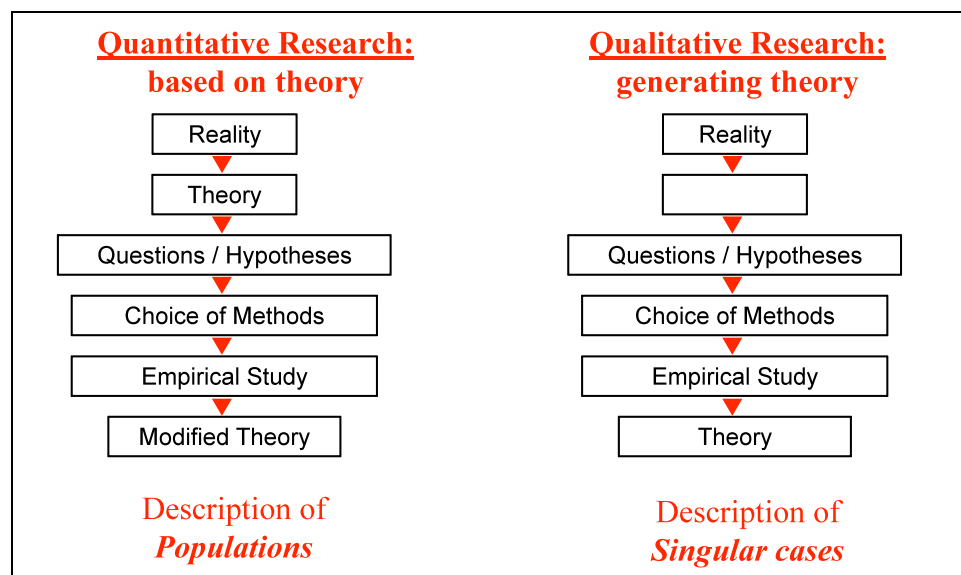 Quantitative Research:
based on theory
Reality
Theory
Questions / Hypotheses
Choice of Methods
Empirical Study
Modified Theory
Description of
Populations
Qualitative Research:
generating theory
Reality
Questions / Hypotheses
Choice of Methods
Empirical Study
Theory
Description of
Singular cases